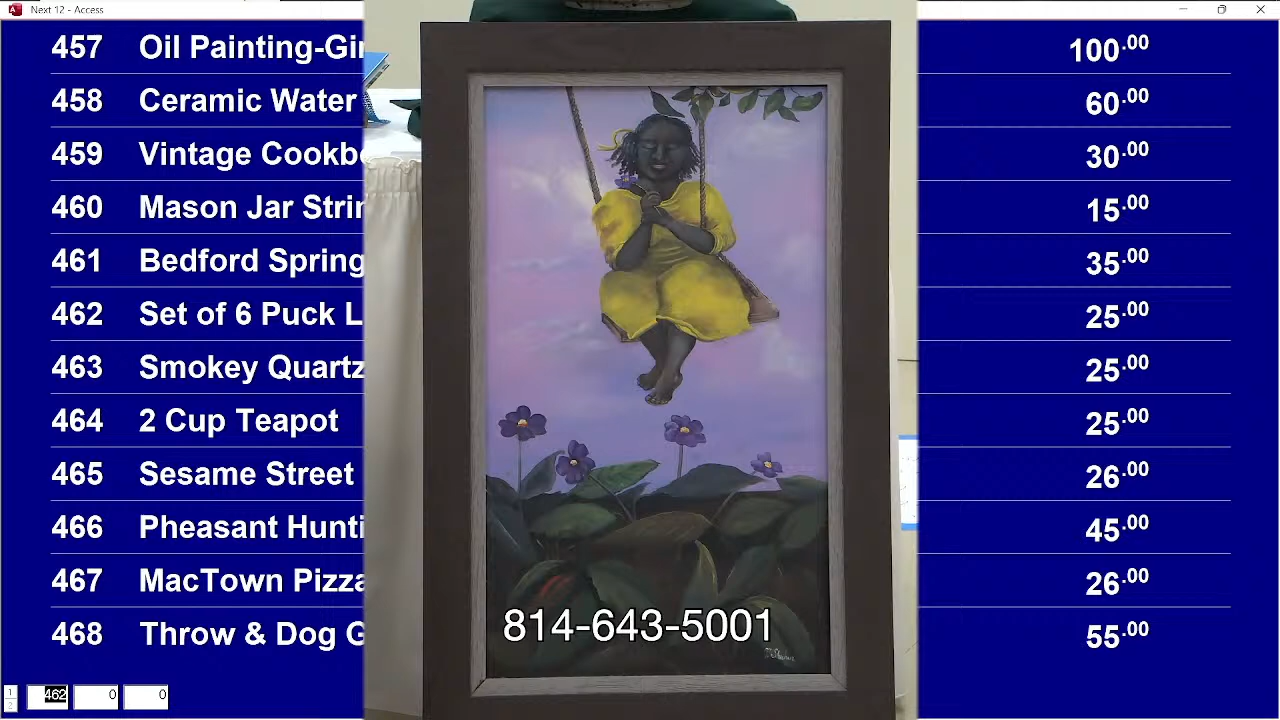 Next 12 - Access
457 Oil Painting-Gir 100.00
458 Ceramic Water 60.00
459 Vintage Cookbo 30.00
460 Mason Jar Strin 15.00
461 Bedford Spring 35.00
462 Set of 6 Puck L 25.00
463 Smokey Quartz 25.00
464 2 Cup Teapot 25.00
465 Sesame Street 26.00
466 Pheasant Hunti 45.00
467 MacTown Pizza 26.00
468 Throw & Dog G 55.00
814-643-5001
1
2
462 0 0